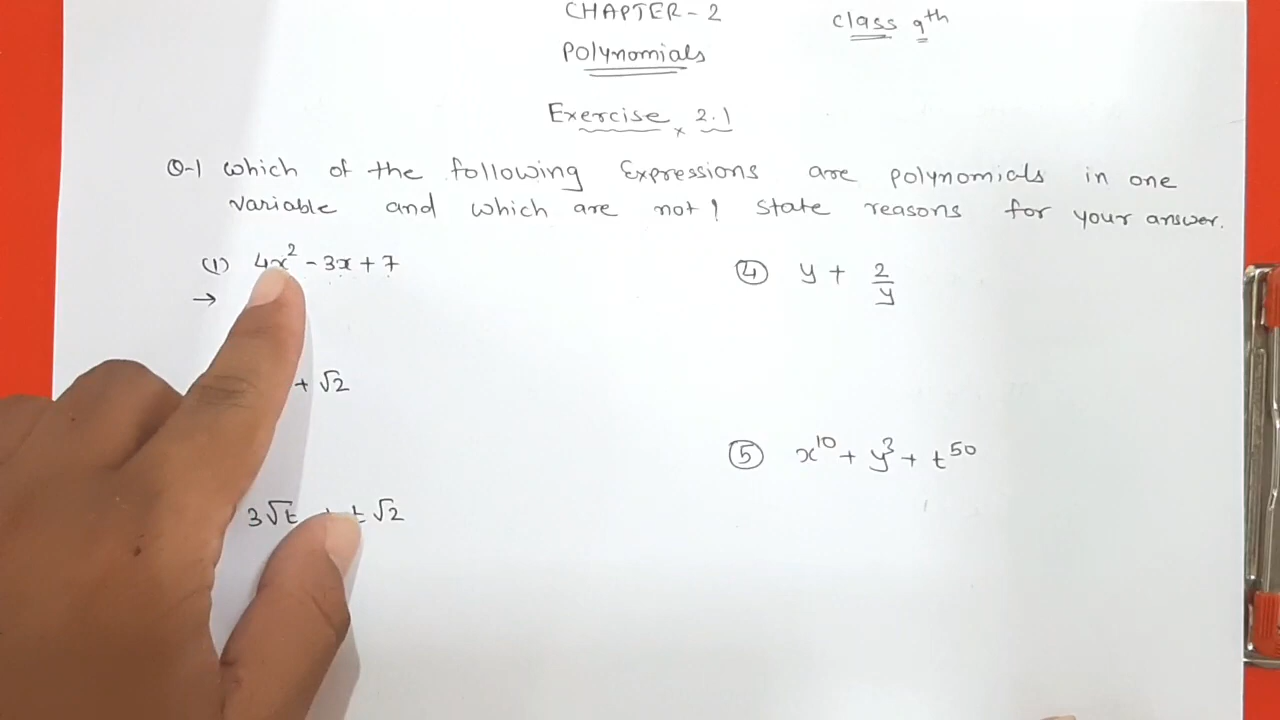 CHAPTER-2
Class 9th
Polynomials
Exercise 2.1
Q-1 Which of the following Expressions are polynomials in one
variable and which are not! State reasons for your answer.
(1) 4x² - 3x + 7
→
+ √2
3√t + t√2
④ y + 2/y
⑤ x¹⁰ + y³ + t⁵⁰